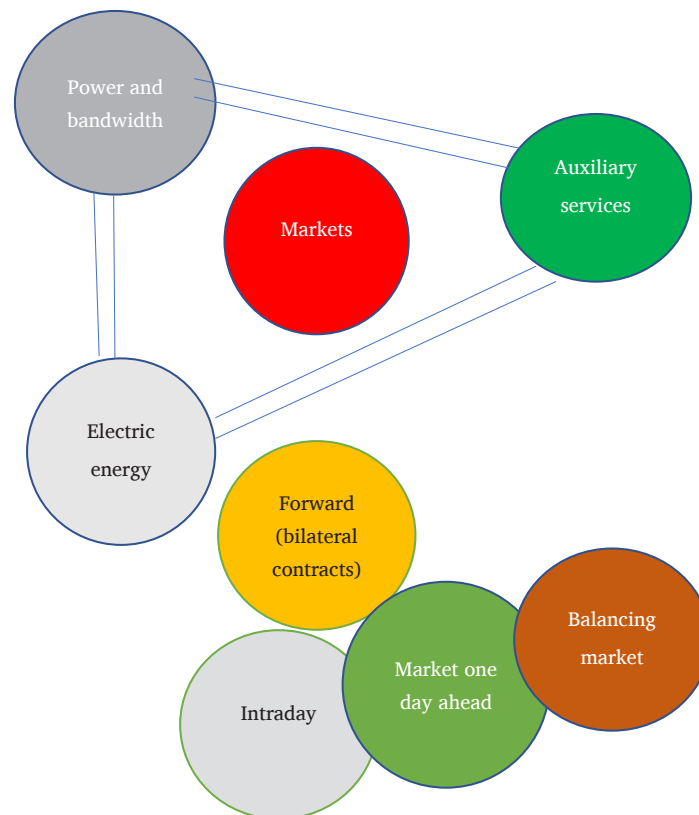 Power and
bandwidth
Auxiliary
services
Markets
Electric
energy
Forward
(bilateral
contracts)
Balancing
market
Market one
day ahead
Intraday